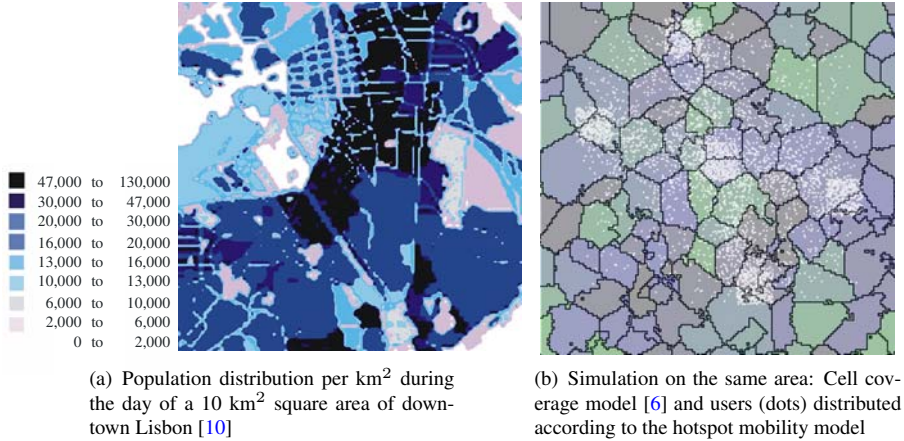 47,000 to 130,000
30,000 to 47,000
20,000 to 30,000
16,000 to 20,000
13,000 to 16,000
10,000 to 13,000
6,000 to 10,000
2,000 to 6,000
0 to 2,000
(a) Population distribution per km² during
the day of a 10 km² square area of down-
town Lisbon [10]
(b) Simulation on the same area: Cell cov-
erage model [6] and users (dots) distributed
according to the hotspot mobility model